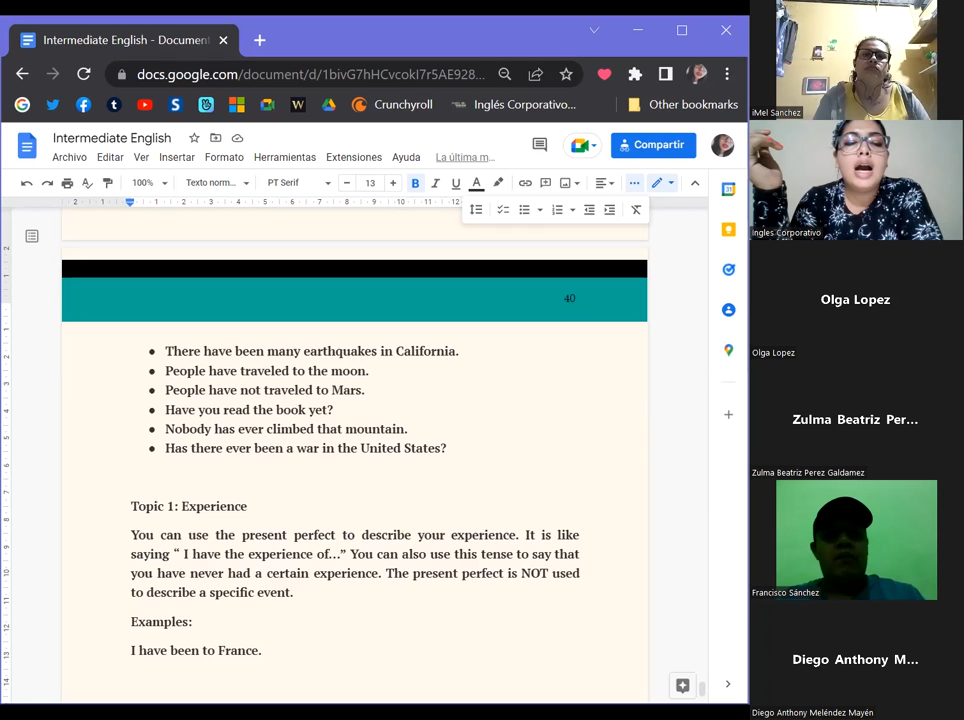 Intermediate English - Document
docs.google.com/document/d/1bivG7hHCvcokI7r5AE928...
Crunchyroll
Inglés Corporativo...
Other bookmarks
Intermediate English
Archivo Editar Ver Insertar Formato Herramientas Extensiones Ayuda La última m...
Compartir
100% Texto norm... PT Serif 13
40
There have been many earthquakes in California.
People have traveled to the moon.
People have not traveled to Mars.
Have you read the book yet?
Nobody has ever climbed that mountain.
Has there ever been a war in the United States?
Topic 1: Experience
You can use the present perfect to describe your experience. It is like
saying “ I have the experience of...” You can also use this tense to say that
you have never had a certain experience. The present perfect is NOT used
to describe a specific event.
Examples:
I have been to France.
iMel Sanchez
Ingles Corporativo
Olga Lopez
Olga Lopez
Zulma Beatriz Per...
Zulma Beatriz Perez Galdamez
Francisco Sánchez
Diego Anthony M...
Diego Anthony Meléndez Mayén